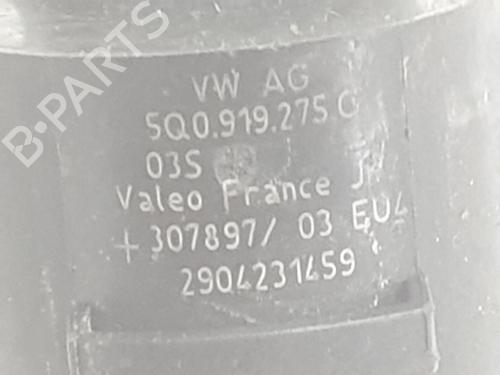 VW AG
5Q0.919.275
03S
Valeo France
+307897/ 03 EU4
2904231459
B-PARTS